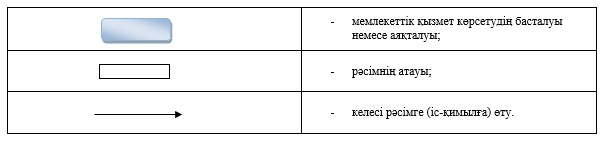 - мемлекеттік қызмет көрсетудің басталуы
немесе аяқталуы;
- рәсімнің атауы;
- келесі рәсімге (іс-қимылға) өту.